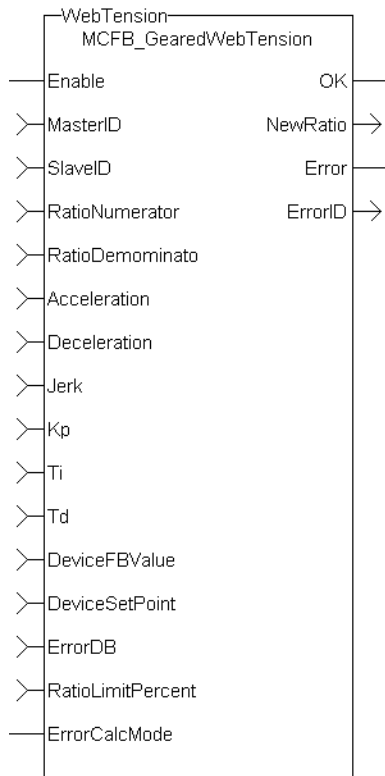 WebTension
MCFB_GearedWebTension
Enable OK
MasterID NewRatio
SlaveID Error
RatioNumerator ErrorID
RatioDemominato
Acceleration
Deceleration
Jerk
Kp
Ti
Td
DeviceFBValue
DeviceSetPoint
ErrorDB
RatioLimitPercent
ErrorCalcMode